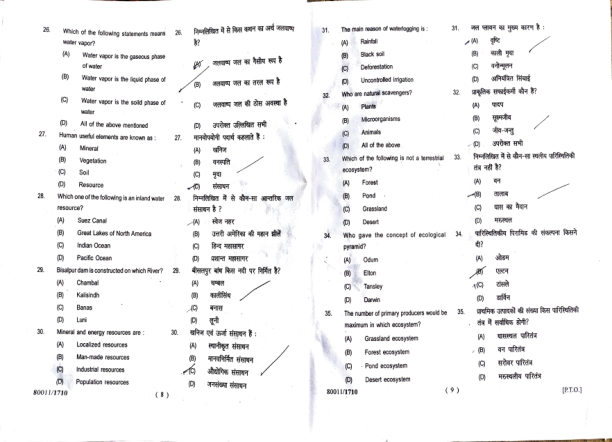 26. Which of the following statements means
water vapor?
(A) Water vapor is the gaseous phase
of water
(B) Water vapor is the liquid phase of
water
(C) Water vapor is the solid phase of
water
(D) All of the above mentioned
27. Human useful elements are known as :
(A) Mineral
(B) Vegetation
(C) Soil
(D) Resource
28. Which one of the following is an inland water
resource?
(A) Suez Canal
(B) Great Lakes of North America
(C) Indian Ocean
(D) Pacific Ocean
29. Bisalpur dam is constructed on which River?
(A) Chambal
(B) Kalisindh
(C) Banas
(D) Luni
30. Mineral and energy resources are :
(A) Localized resources
(B) Man-made resources
(C) Industrial resources
(D) Population resources
80011/1710
( 8 )
26. निम्नलिखित में से किस कथन का अर्थ जलवाष्प
है?
(A) जलवाष्प जल का गैसीय रूप है
(B) जलवाष्प जल का तरल रूप है
(C) जलवाष्प जल की ठोस अवस्था है
(D) उपरोक्त उल्लिखित सभी
27. मानवोपयोगी पदार्थ कहलाते हैं :
(A) खनिज
(B) वनस्पति
(C) मृदा
(D) संसाधन
28. निम्नलिखित में से कौन-सा आन्तरिक जल
संसाधन है ?
(A) स्वेज नहर
(B) उत्तरी अमेरिका की महान झीलें
(C) हिन्द महासागर
(D) प्रशान्त महासागर
29. बीसलपुर बांध किस नदी पर निर्मित है?
(A) चम्बल
(B) कालीसिंध
(C) बनास
(D) लूनी
30. खनिज एवं ऊर्जा संसाधन हैं :
(A) स्थानीकृत संसाधन
(B) मानवनिर्मित संसाधन
(C) औद्योगिक संसाधन
(D) जनसंख्या संसाधन
31. The main reason of waterlogging is :
(A) Rainfall
(B) Black soil
(C) Deforestation
(D) Uncontrolled Irrigation
32. Who are natural scavengers?
(A) Plants
(B) Microorganisms
(C) Animals
(D) All of the above
33. Which of the following is not a terrestrial
ecosystem?
(A) Forest
(B) Pond
(C) Grassland
(D) Desert
34. Who gave the concept of ecological
pyramid?
(A) Odum
(B) Elton
(C) Tansley
(D) Darwin
35. The number of primary producers would be
maximum in which ecosystem?
(A) Grassland ecosystem
(B) Forest ecosystem
(C) Pond ecosystem
(D) Desert ecosystem
80011/1710
( 9 )
31. जल प्लावन का मुख्य कारण है :
(A) वृष्टि
(B) काली मृदा
(C) वनोन्मूलन
(D) अनियंत्रित सिंचाई
32. प्राकृतिक सफाईकर्मी कौन है?
(A) पादप
(B) सूक्ष्मजीव
(C) जीव-जन्तु
(D) उपरोक्त सभी
33. निम्नलिखित में से कौन-सा स्थलीय पारिस्थितिकी
तंत्र नहीं है?
(A) वन
(B) तालाब
(C) घास का मैदान
(D) मरुस्थल
34. पारिस्थितिकीय पिरामिड की संकल्पना किसने
दी?
(A) ओडम
(B) एल्टन
(C) टांसले
(D) डार्विन
35. प्राथमिक उत्पादकों की संख्या किस पारिस्थितिकी
तंत्र में सर्वाधिक होगी?
(A) घासस्थल पारितंत्र
(B) वन पारितंत्र
(C) सरोवर पारितंत्र
(D) मरुस्थलीय पारितंत्र
[P.T.O.]